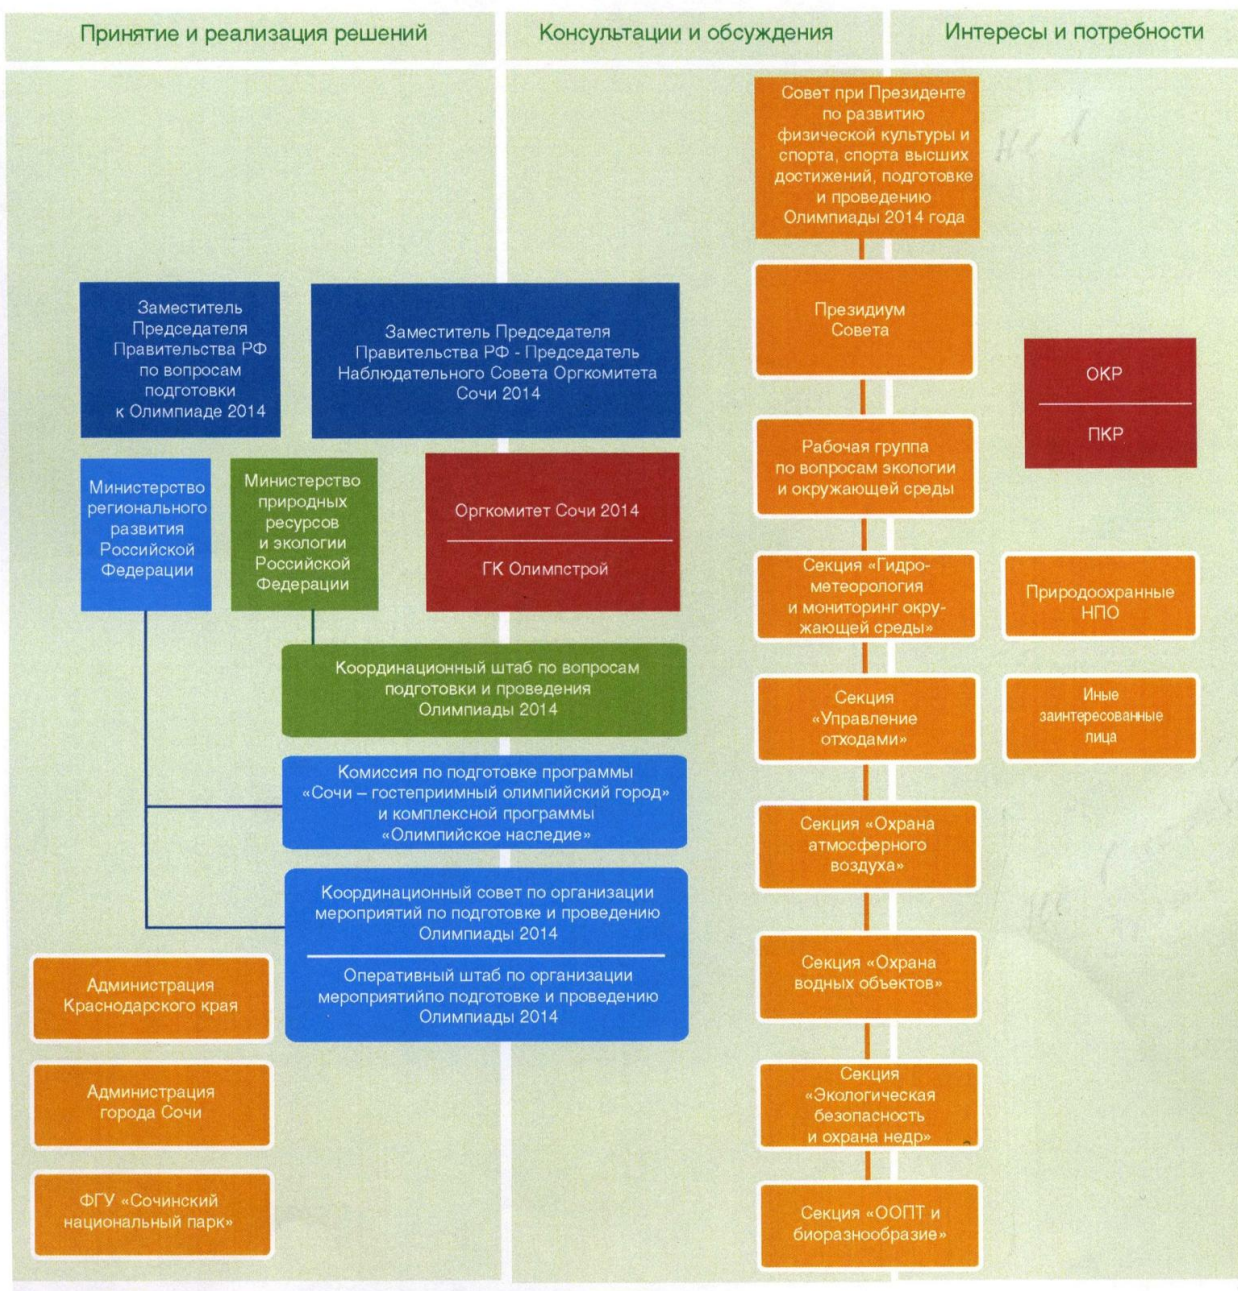 Принятие и реализация решений
Консультации и обсуждения
Интересы и потребности
Совет при Президенте
по развитию
физической культуры и
спорта, спорта высших
достижений, подготовке
и проведению
Олимпиады 2014 года
Президиум
Совета
Заместитель
Председателя
Правительства РФ
по вопросам
подготовки
к Олимпиаде 2014
Заместитель Председателя
Правительства РФ - Председатель
Наблюдательного Совета Оргкомитета
Сочи 2014
ОКР
ПКР
Рабочая группа
по вопросам экологии
и окружающей среды
Министерство
регионального
развития
Российской
Федерации
Министерство
природных
ресурсов
и экологии
Российской
Федерации
Оргкомитет Сочи 2014
ГК Олимпстрой
Секция «Гидро-
метеорология
и мониторинг окру-
жающей среды»
Природоохранные
НПО
Координационный штаб по вопросам
подготовки и проведения
Олимпиады 2014
Секция
«Управление
отходами»
Иные
заинтересованные
лица
Комиссия по подготовке программы
«Сочи – гостеприимный олимпийский город»
и комплексной программы
«Олимпийское наследие»
Секция «Охрана
атмосферного
воздуха»
Координационный совет по организации
мероприятий по подготовке и проведению
Олимпиады 2014
Оперативный штаб по организации
мероприятийпо подготовке и проведению
Олимпиады 2014
Секция «Охрана
водных объектов»
Администрация
Краснодарского края
Администрация
города Сочи
Секция
«Экологическая
безопасность
и охрана недр»
ФГУ «Сочинский
национальный парк»
Секция «ООПТ и
биоразнообразие»